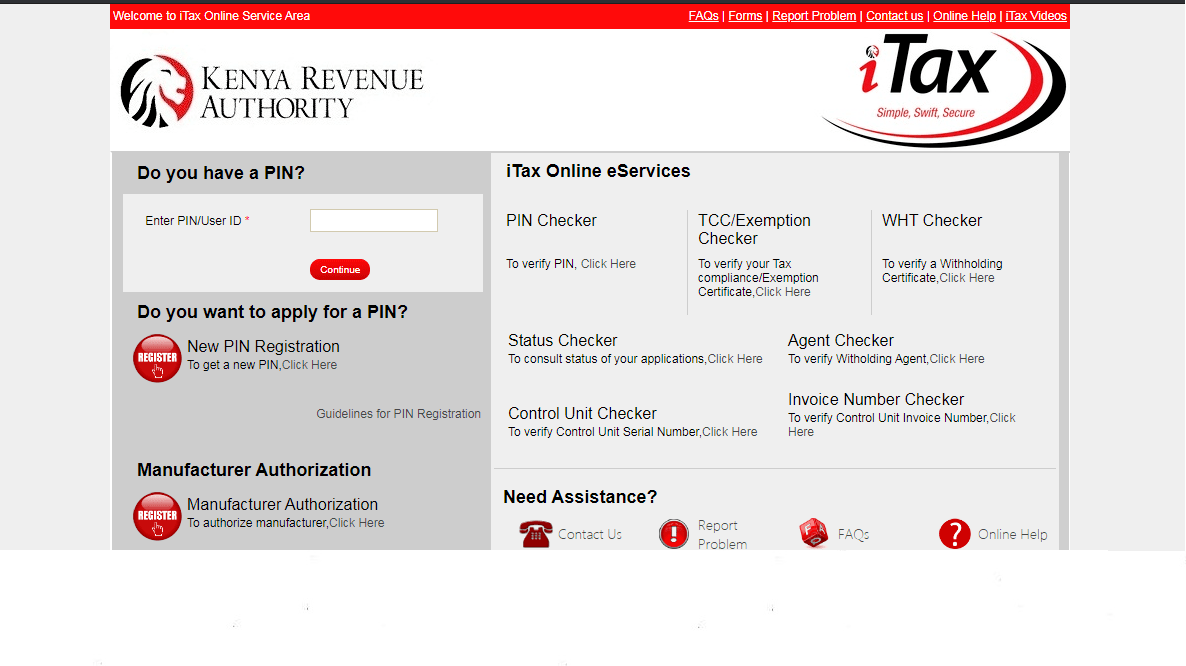 Welcome to iTax Online Service Area
FAQs | Forms | Report Problem | Contact us | Online Help | iTax Videos
KENYA REVENUE
AUTHORITY
iTax
Simple, Swift, Secure
Do you have a PIN?
Enter PIN/User ID *
Continue
Do you want to apply for a PIN?
REGISTER
New PIN Registration
To get a new PIN,Click Here
Guidelines for PIN Registration
Manufacturer Authorization
REGISTER
Manufacturer Authorization
To authorize manufacturer,Click Here
iTax Online eServices
PIN Checker
To verify PIN, Click Here
TCC/Exemption
Checker
To verify your Tax
compliance/Exemption
Certificate,Click Here
WHT Checker
To verify a Withholding
Certificate,Click Here
Status Checker
To consult status of your applications,Click Here
Agent Checker
To verify Witholding Agent,Click Here
Control Unit Checker
To verify Control Unit Serial Number,Click Here
Invoice Number Checker
To verify Control Unit Invoice Number,Click
Here
Need Assistance?
Contact Us
Report
Problem
FAQs
? Online Help